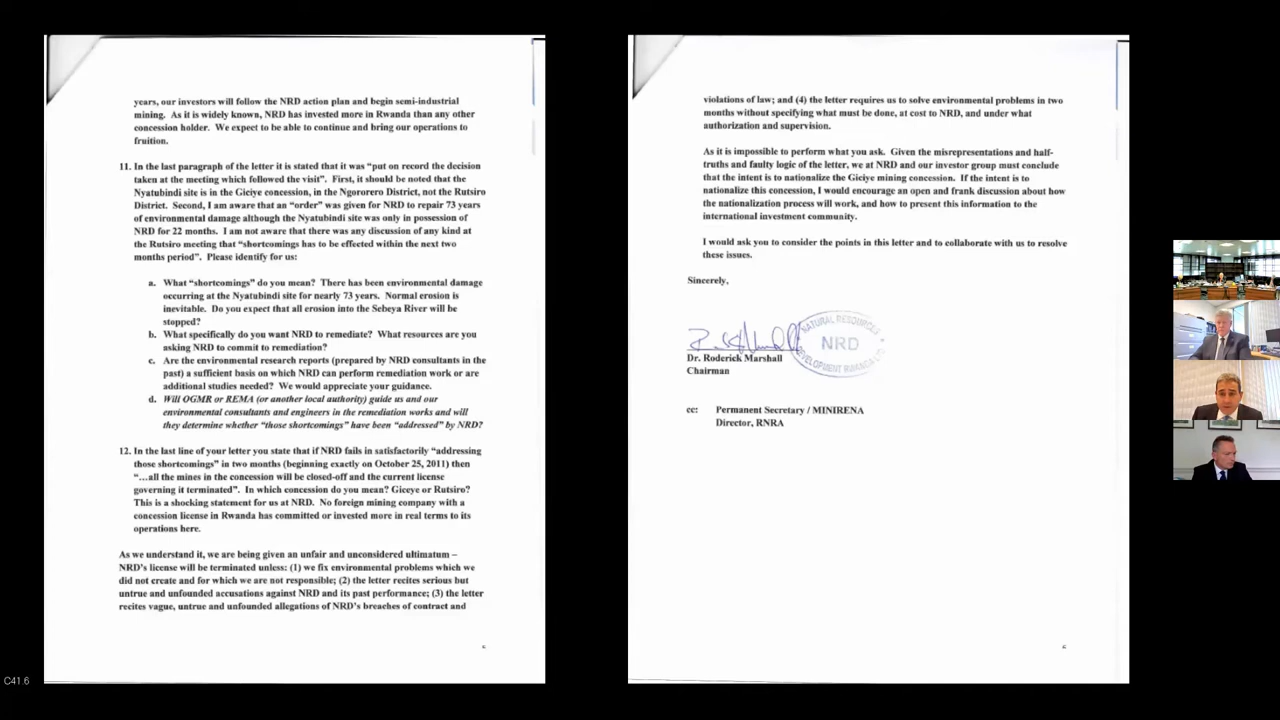 years, our investors will follow the NRD action plan and begin semi-industrial
mining. As it is widely known, NRD has invested more in Rwanda than any other
concession holder. We expect to be able to continue and bring our operations to
fruition.
11. In the last paragraph of the letter it is stated that it was “put on record the decision
taken at the meeting which followed the visit”. First, it should be noted that the
Nyatubindi site is in the Giciye concession, in the Ngororero District, not the Rutsiro
District. Second, I am aware that an “order” was given for NRD to repair 73 years
of environmental damage although the Nyatubindi site was only in possession of
NRD for 22 months. I am not aware that there was any discussion of any kind at
the Rutsiro meeting that “shortcomings has to be effected within the next two
months period”. Please identify for us:
a. What “shortcomings” do you mean? There has been environmental damage
occurring at the Nyatubindi site for nearly 73 years. Normal erosion is
inevitable. Do you expect that all erosion into the Sebeya River will be
stopped?
b. What specifically do you want NRD to remediate? What resources are you
asking NRD to commit to remediation?
c. Are the environmental research reports (prepared by NRD consultants in the
past) a sufficient basis on which NRD can perform remediation work or are
additional studies needed? We would appreciate your guidance.
d. Will OGMR or REMA (or another local authority) guide us and our
environmental consultants and engineers in the remediation works and will
they determine whether “those shortcomings” have been “addressed” by NRD?
12. In the last line of your letter you state that if NRD fails in satisfactorily “addressing
those shortcomings” in two months (beginning exactly on October 25, 2011) then
“…all the mines in the concession will be closed-off and the current license
governing it terminated”. In which concession do you mean? Giceye or Rutsiro?
This is a shocking statement for us at NRD. No foreign mining company with a
concession license in Rwanda has committed or invested more in real terms to its
operations here.
As we understand it, we are being given an unfair and unconsidered ultimatum –
NRD’s license will be terminated unless: (1) we fix environmental problems which we
did not create and for which we are not responsible; (2) the letter recites serious but
untrue and unfounded accusations against NRD and its past performance; (3) the letter
recites vague, untrue and unfounded allegations of NRD’s breaches of contract and
violations of law; and (4) the letter requires us to solve environmental problems in two
months without specifying what must be done, at cost to NRD, and under what
authorization and supervision.
As it is impossible to perform what you ask. Given the misrepresentations and half-
truths and faulty logic of the letter, we at NRD and our investor group must conclude
that the intent is to nationalize the Giciye mining concession. If the intent is to
nationalize this concession, I would encourage an open and frank discussion about how
the nationalization process will work, and how to present this information to the
international investment community.
I would ask you to consider the points in this letter and to collaborate with us to resolve
these issues.
Sincerely,
NATURAL RESOURCES
NRD
DEVELOPMENT RWANDA
Dr. Roderick Marshall
Chairman
cc: Permanent Secretary / MINIRENA
Director, RNRA
C41.6